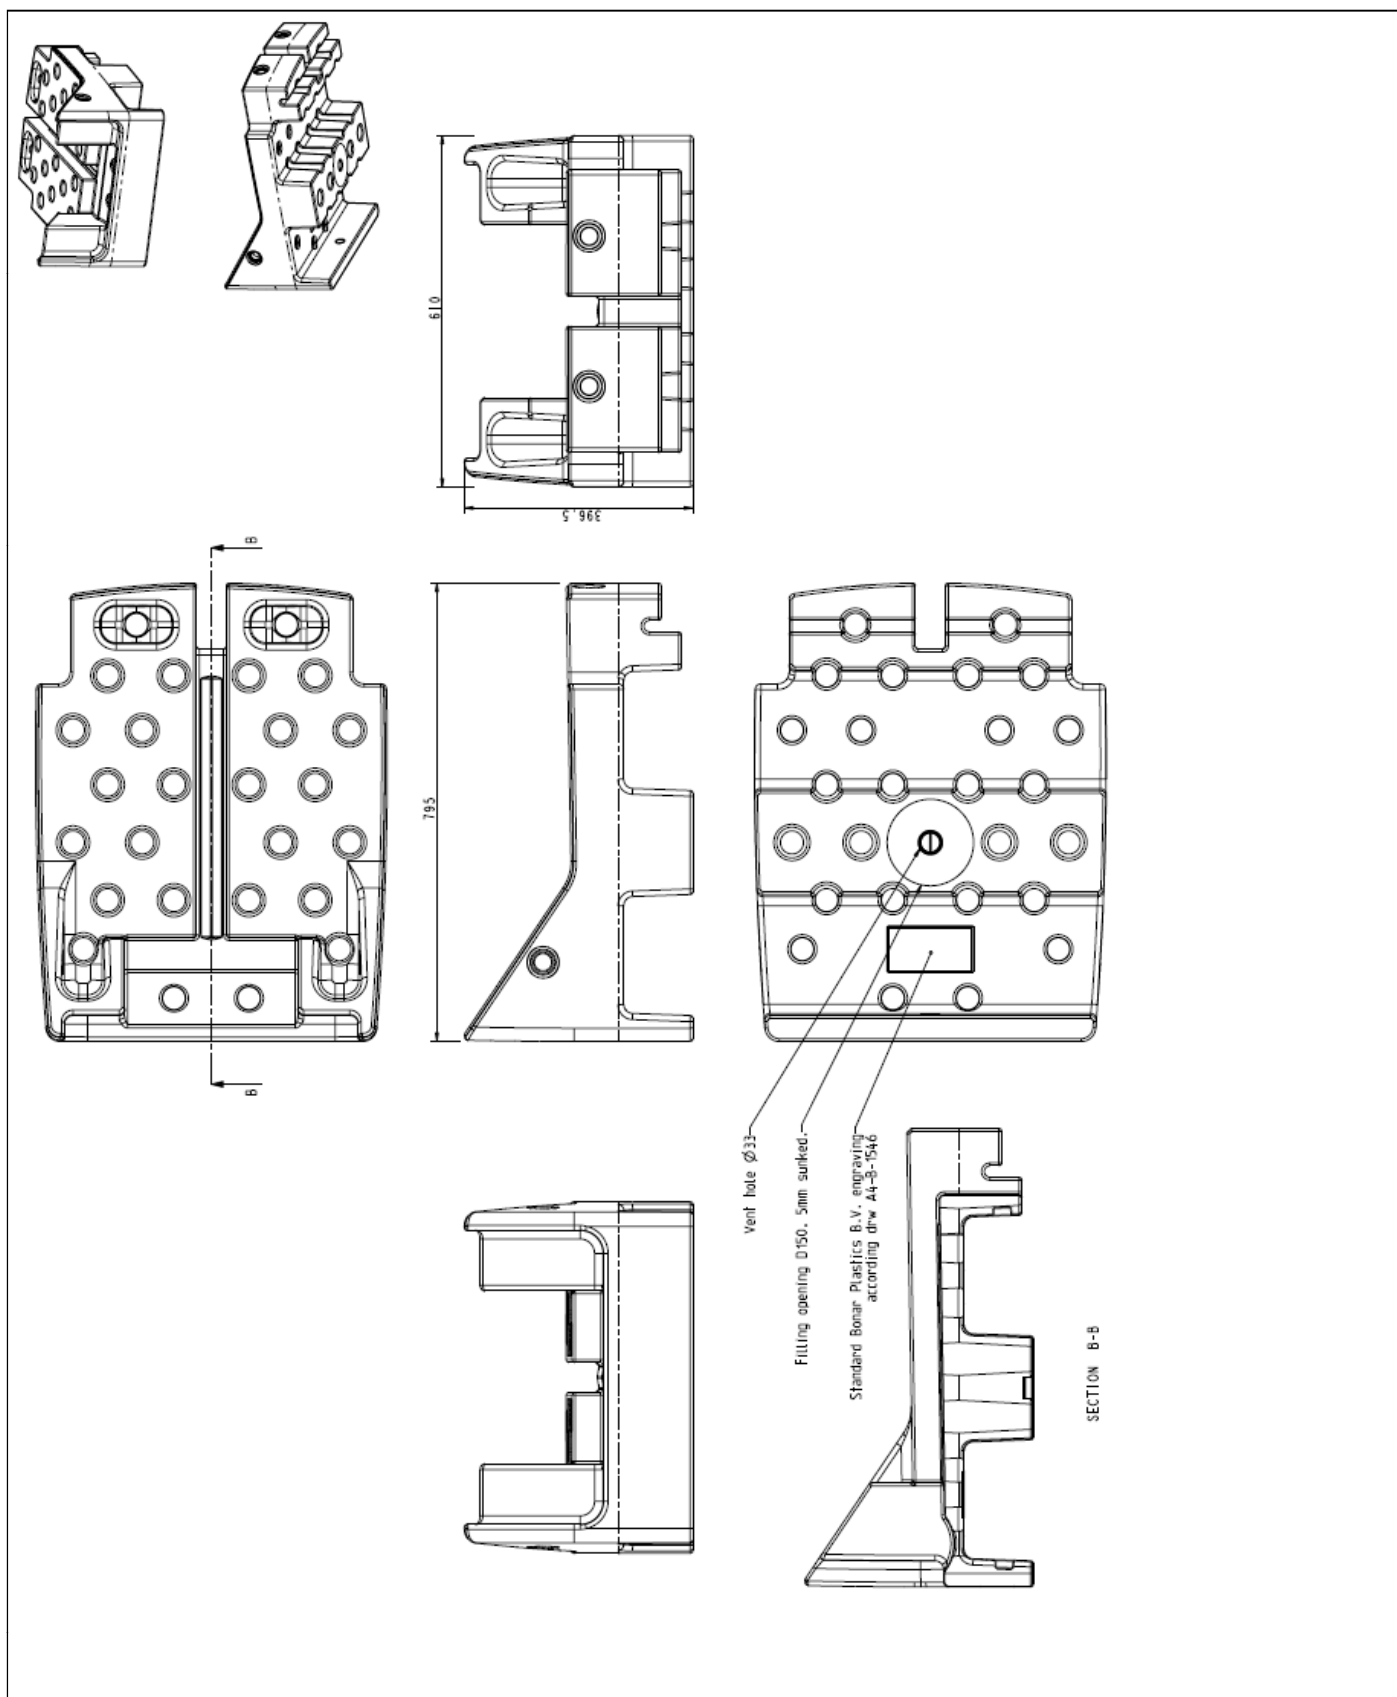 610
396.5
B
795
B
Vent hole Ø33
Filling opening D150. 5mm sunked.
Standard Bonar Plastics B.V. engraving
according drw A4-B-1546
SECTION B-B